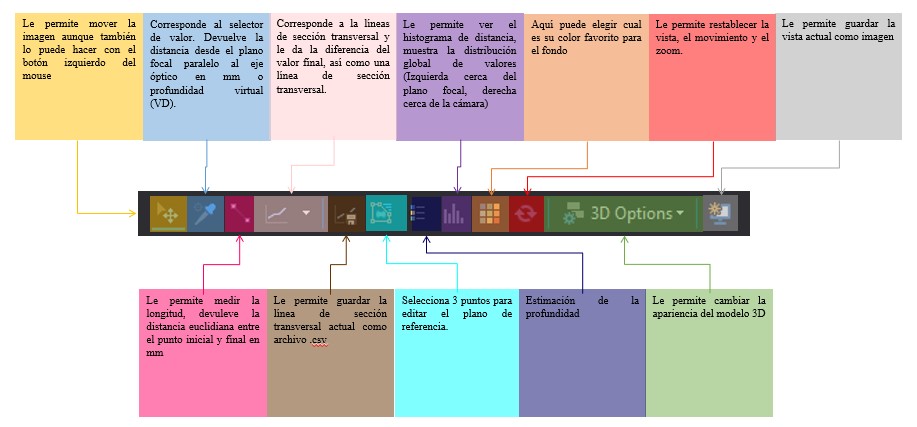 Le permite mover la
imagen aunque también
lo puede hacer con el
botón izquierdo del
mouse
Corresponde al selector
de valor. Devuelve la
distancia desde el plano
focal paralelo al eje
óptico en mm o
profundidad virtual
(VD).
Corresponde a la líneas
de sección transversal y
le da la diferencia del
valor final, así como una
línea de sección
transversal.
Le permite ver el
histograma de distancia,
muestra la distribución
global de valores
(Izquierda cerca del
plano focal, derecha
cerca de la cámara)
Aquí puede elegir cual
es su color favorito para
el fondo
Le permite restablecer la
vista, el movimiento y el
zoom.
Le permite guardar la
vista actual como imagen
3D Options
Le permite medir la
longitud, devuleve la
distancia euclidiana entre
el punto inicial y final en
mm
Le permite guardar la
línea de sección
transversal actual como
archivo .csv
Selecciona 3 puntos para
editar el plano de
referencia.
Estimación de la
profundidad
Le permite cambiar la
apariencia del modelo 3D